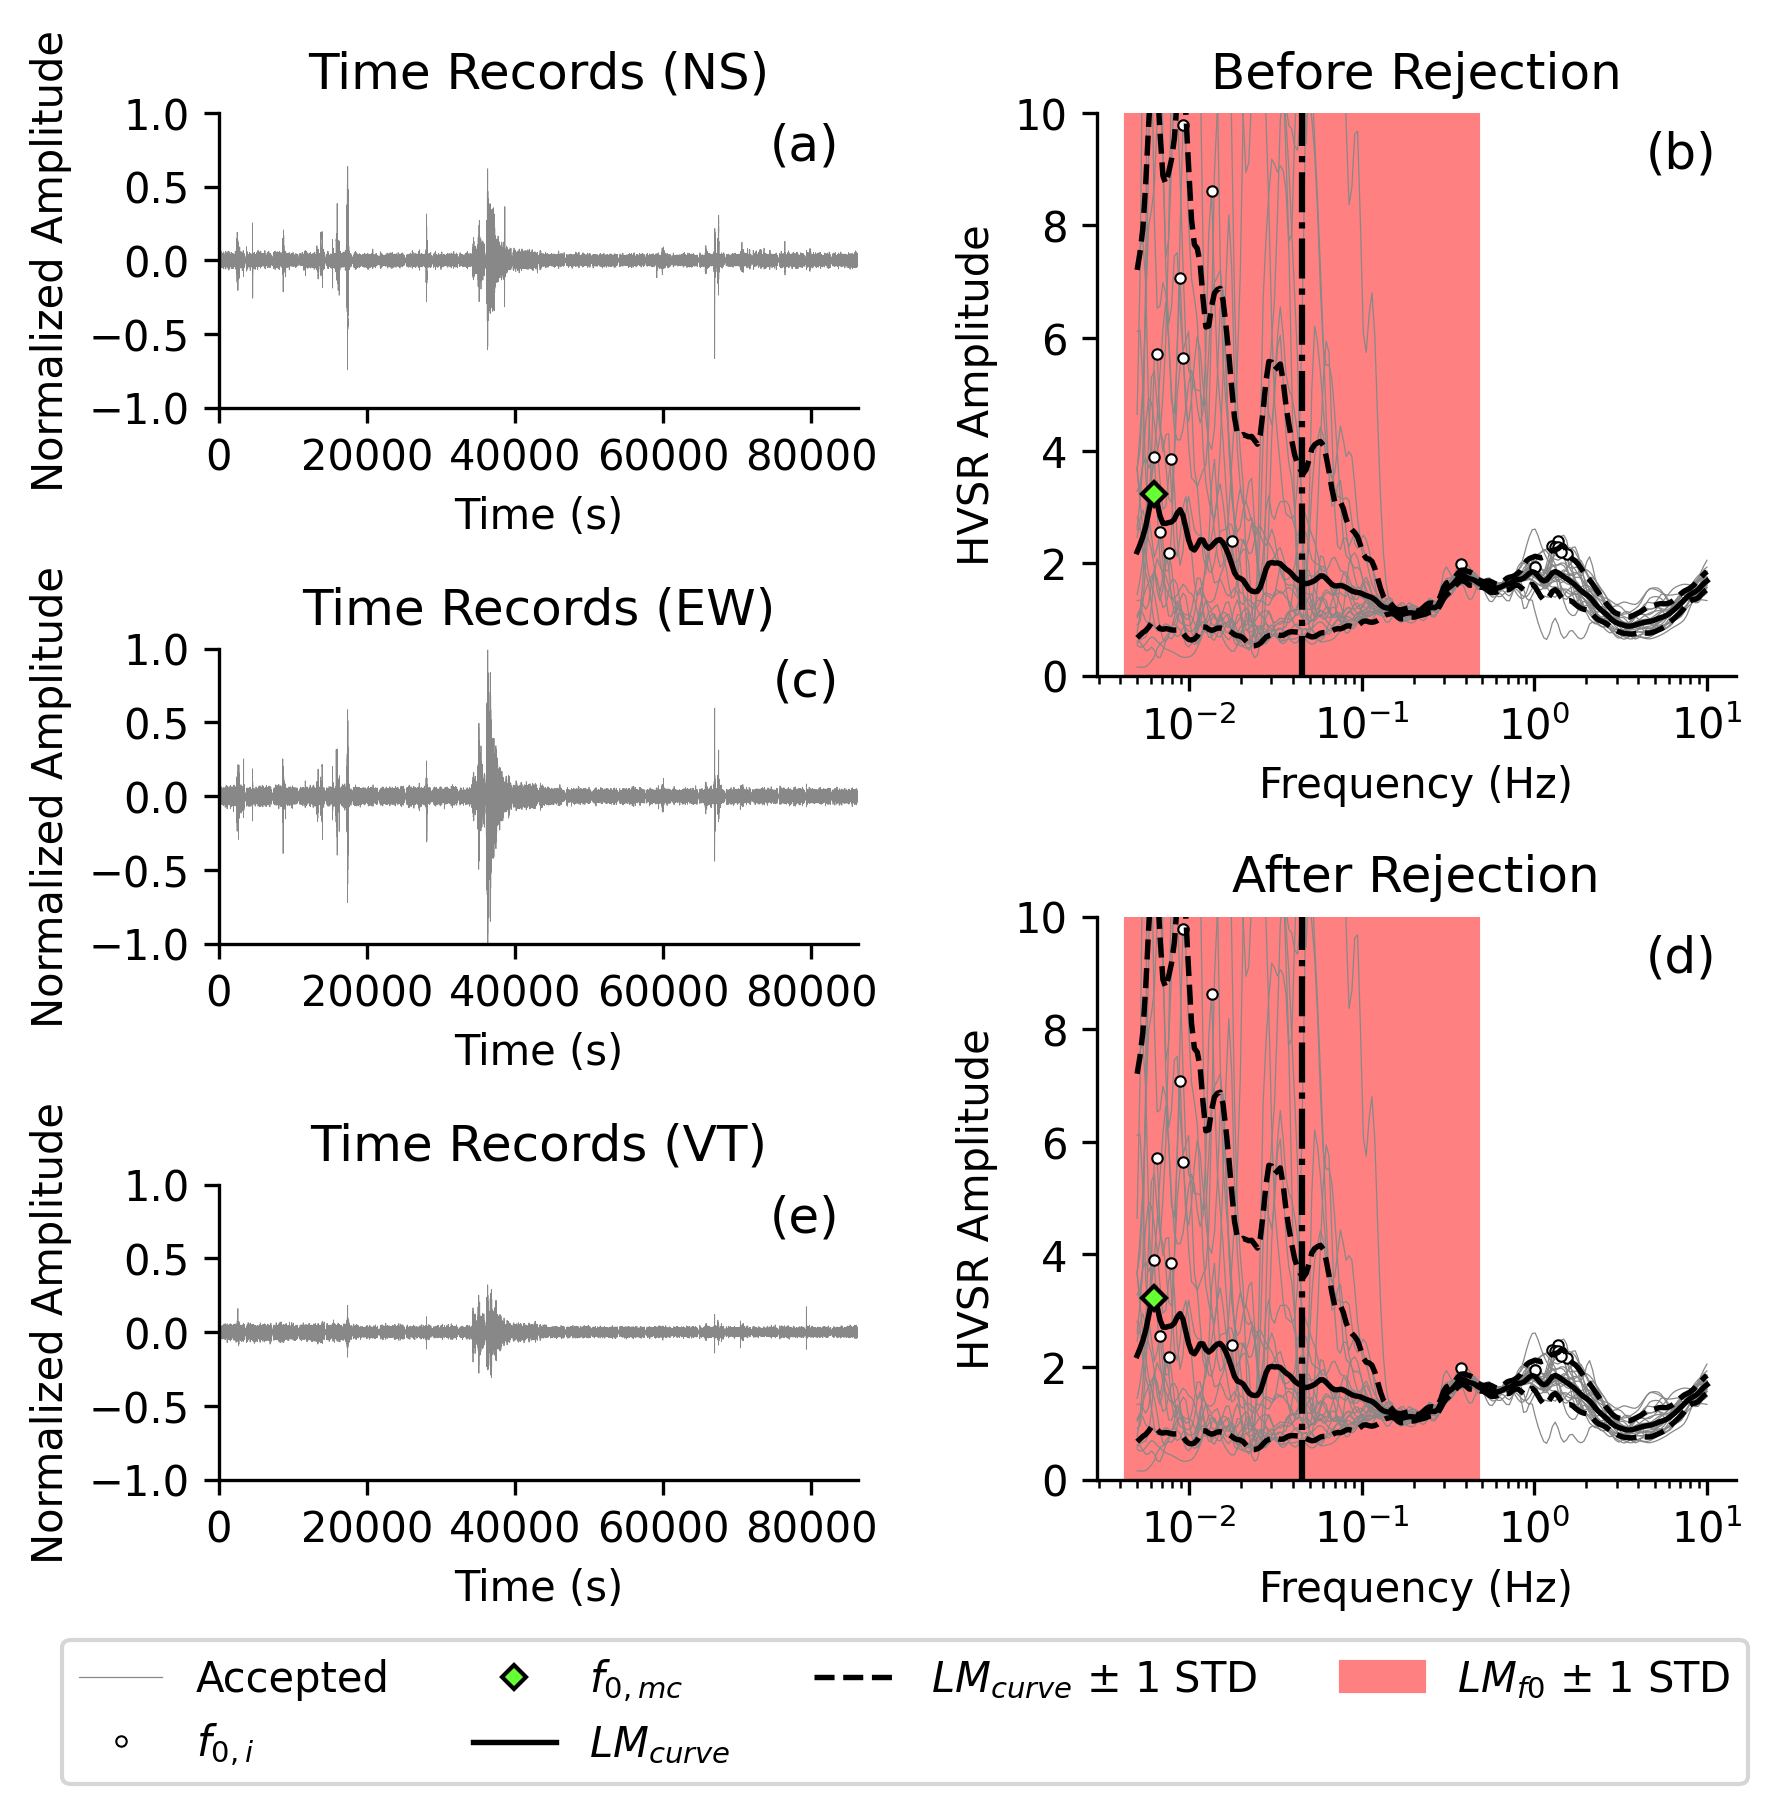 Time Records (NS)
(a)
Normalized Amplitude
1.0
0.5
0.0
−0.5
−1.0
0 20000 40000 60000 80000
Time (s)
Before Rejection
(b)
HVSR Amplitude
10
8
6
4
2
0
10⁻² 10⁻¹ 10⁰ 10¹
Frequency (Hz)
Time Records (EW)
(c)
Normalized Amplitude
1.0
0.5
0.0
−0.5
−1.0
0 20000 40000 60000 80000
Time (s)
After Rejection
(d)
HVSR Amplitude
10
8
6
4
2
0
10⁻² 10⁻¹ 10⁰ 10¹
Frequency (Hz)
Time Records (VT)
(e)
Normalized Amplitude
1.0
0.5
0.0
−0.5
−1.0
0 20000 40000 60000 80000
Time (s)
Accepted
f0,i
f0,mc
LMcurve
LMcurve ± 1 STD
LMf0 ± 1 STD